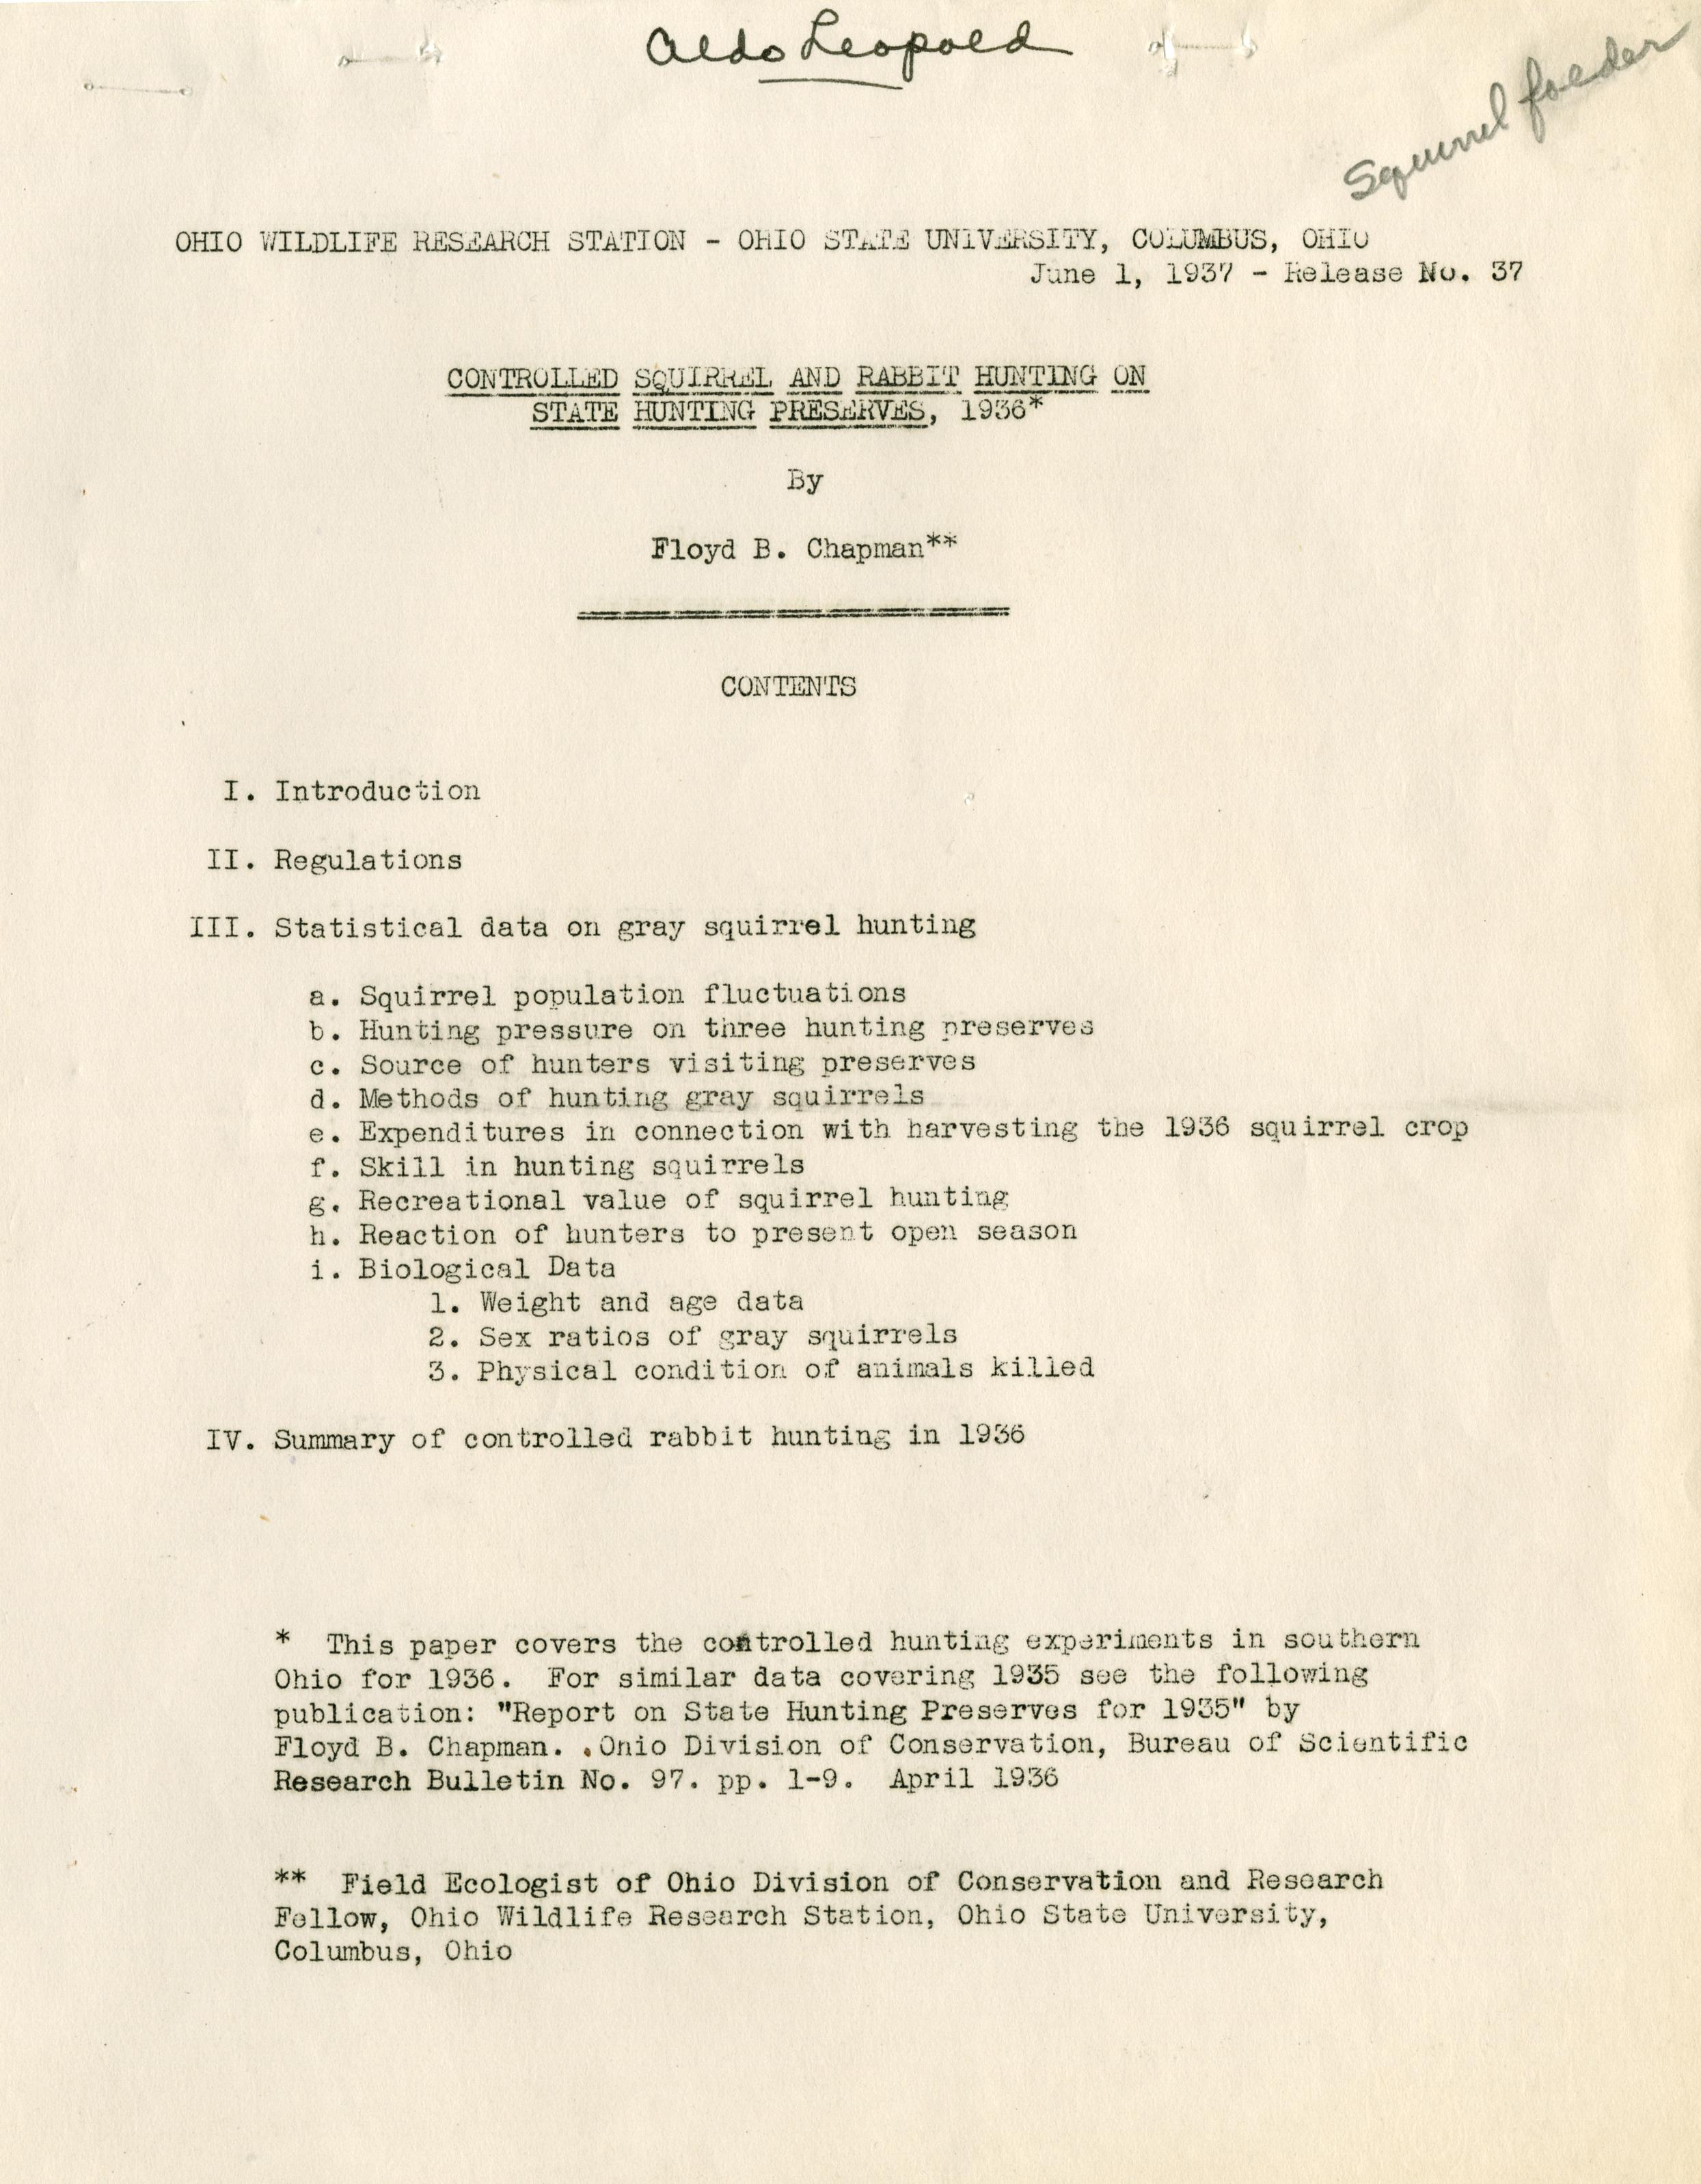 Aldo Leopold
Squirrel folder
OHIO WILDLIFE RESEARCH STATION - OHIO STATE UNIVERSITY, COLUMBUS, OHIO
June 1, 1937 - Release No. 37
CONTROLLED SQUIRREL AND RABBIT HUNTING ON
STATE HUNTING PRESERVES, 1936*
By
Floyd B. Chapman**
CONTENTS
I. Introduction
II. Regulations
III. Statistical data on gray squirrel hunting
a. Squirrel population fluctuations
b. Hunting pressure on three hunting preserves
c. Source of hunters visiting preserves
d. Methods of hunting gray squirrels
e. Expenditures in connection with harvesting the 1936 squirrel crop
f. Skill in hunting squirrels
g. Recreational value of squirrel hunting
h. Reaction of hunters to present open season
i. Biological Data
1. Weight and age data
2. Sex ratios of gray squirrels
3. Physical condition of animals killed
IV. Summary of controlled rabbit hunting in 1936
* This paper covers the controlled hunting experiments in southern
Ohio for 1936. For similar data covering 1935 see the following
publication: "Report on State Hunting Preserves for 1935" by
Floyd B. Chapman. .Ohio Division of Conservation, Bureau of Scientific
Research Bulletin No. 97. pp. 1-9. April 1936
** Field Ecologist of Ohio Division of Conservation and Research
Fellow, Ohio Wildlife Research Station, Ohio State University,
Columbus, Ohio